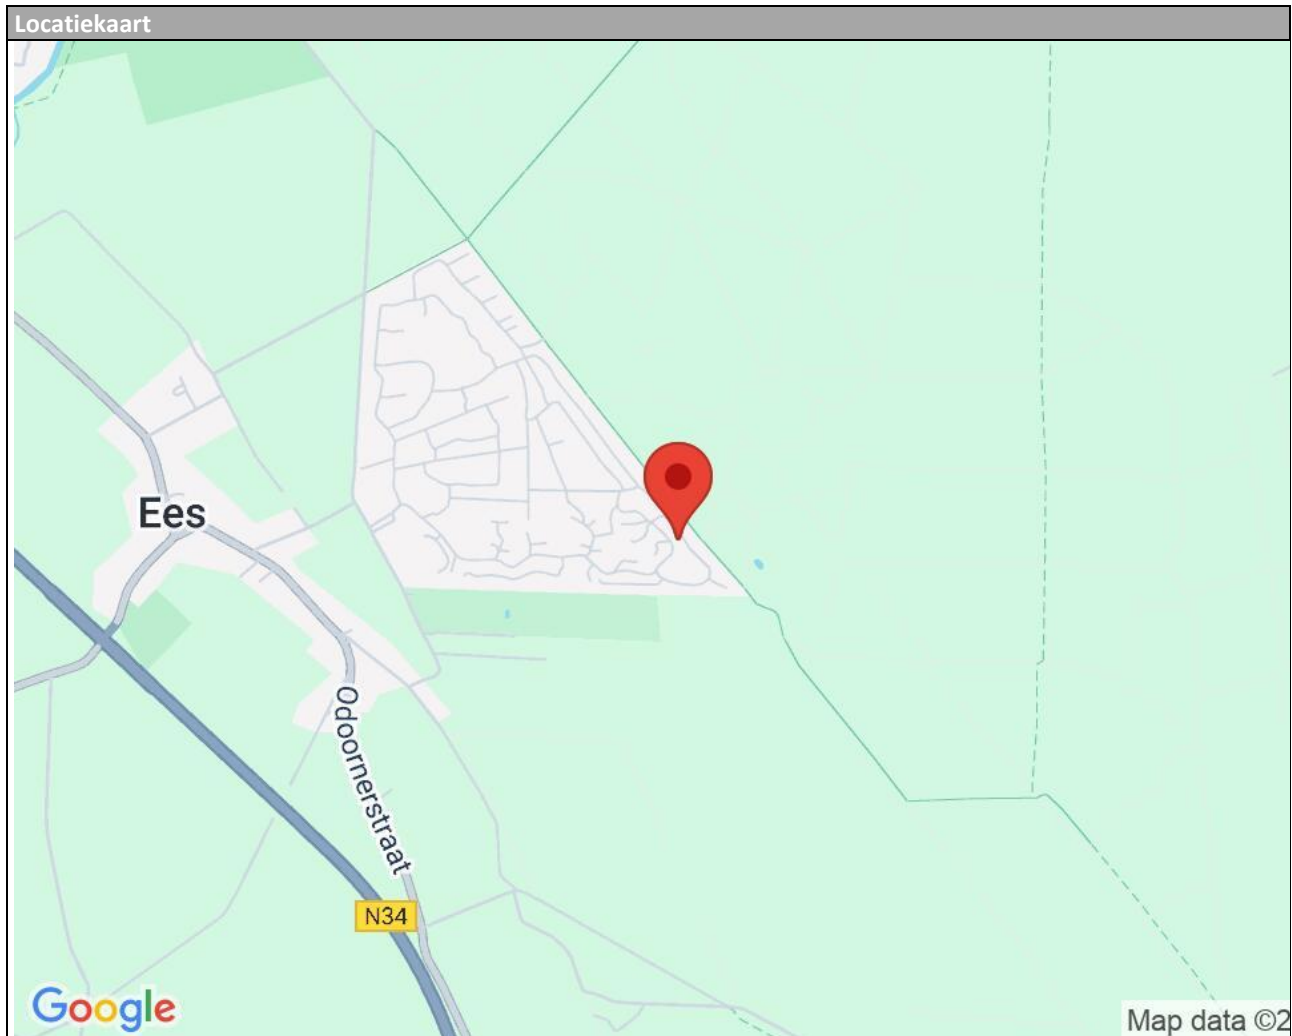 Locatiekaart
Ees
Odoornerstraat
N34
Google
Map data ©2